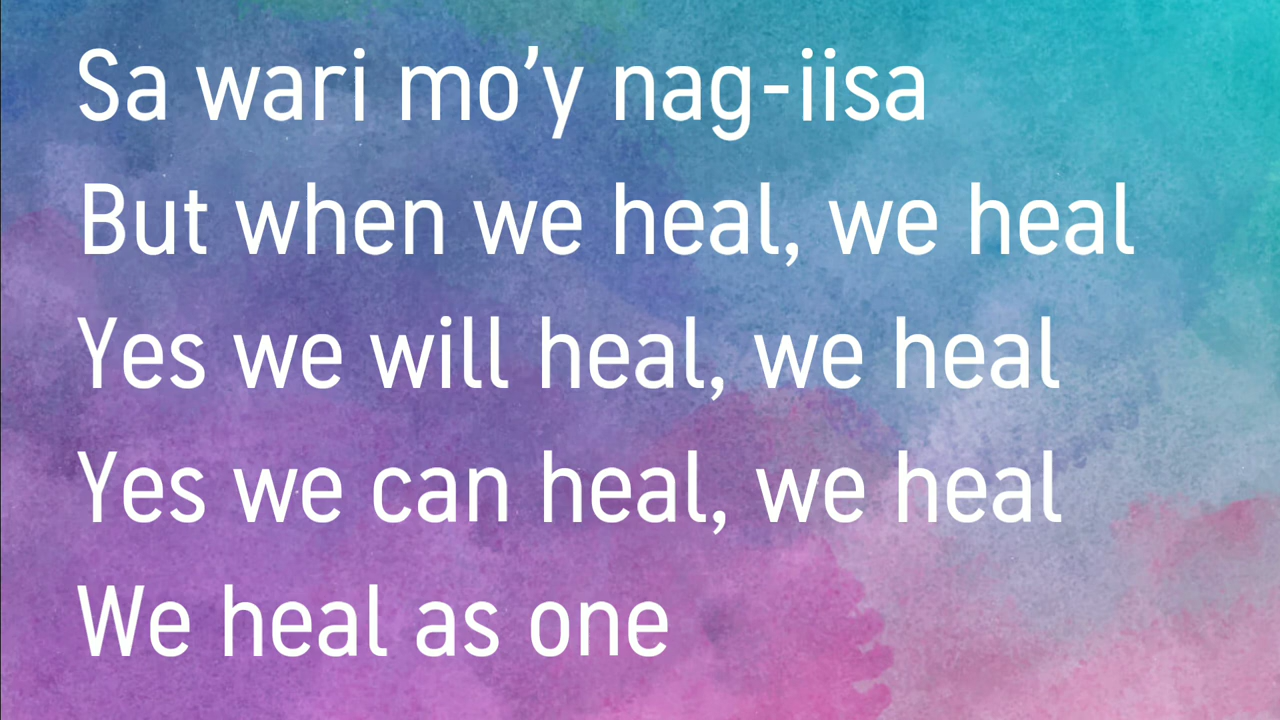 Sa wari mo’y nag-iisa
But when we heal, we heal
Yes we will heal, we heal
Yes we can heal, we heal
We heal as one